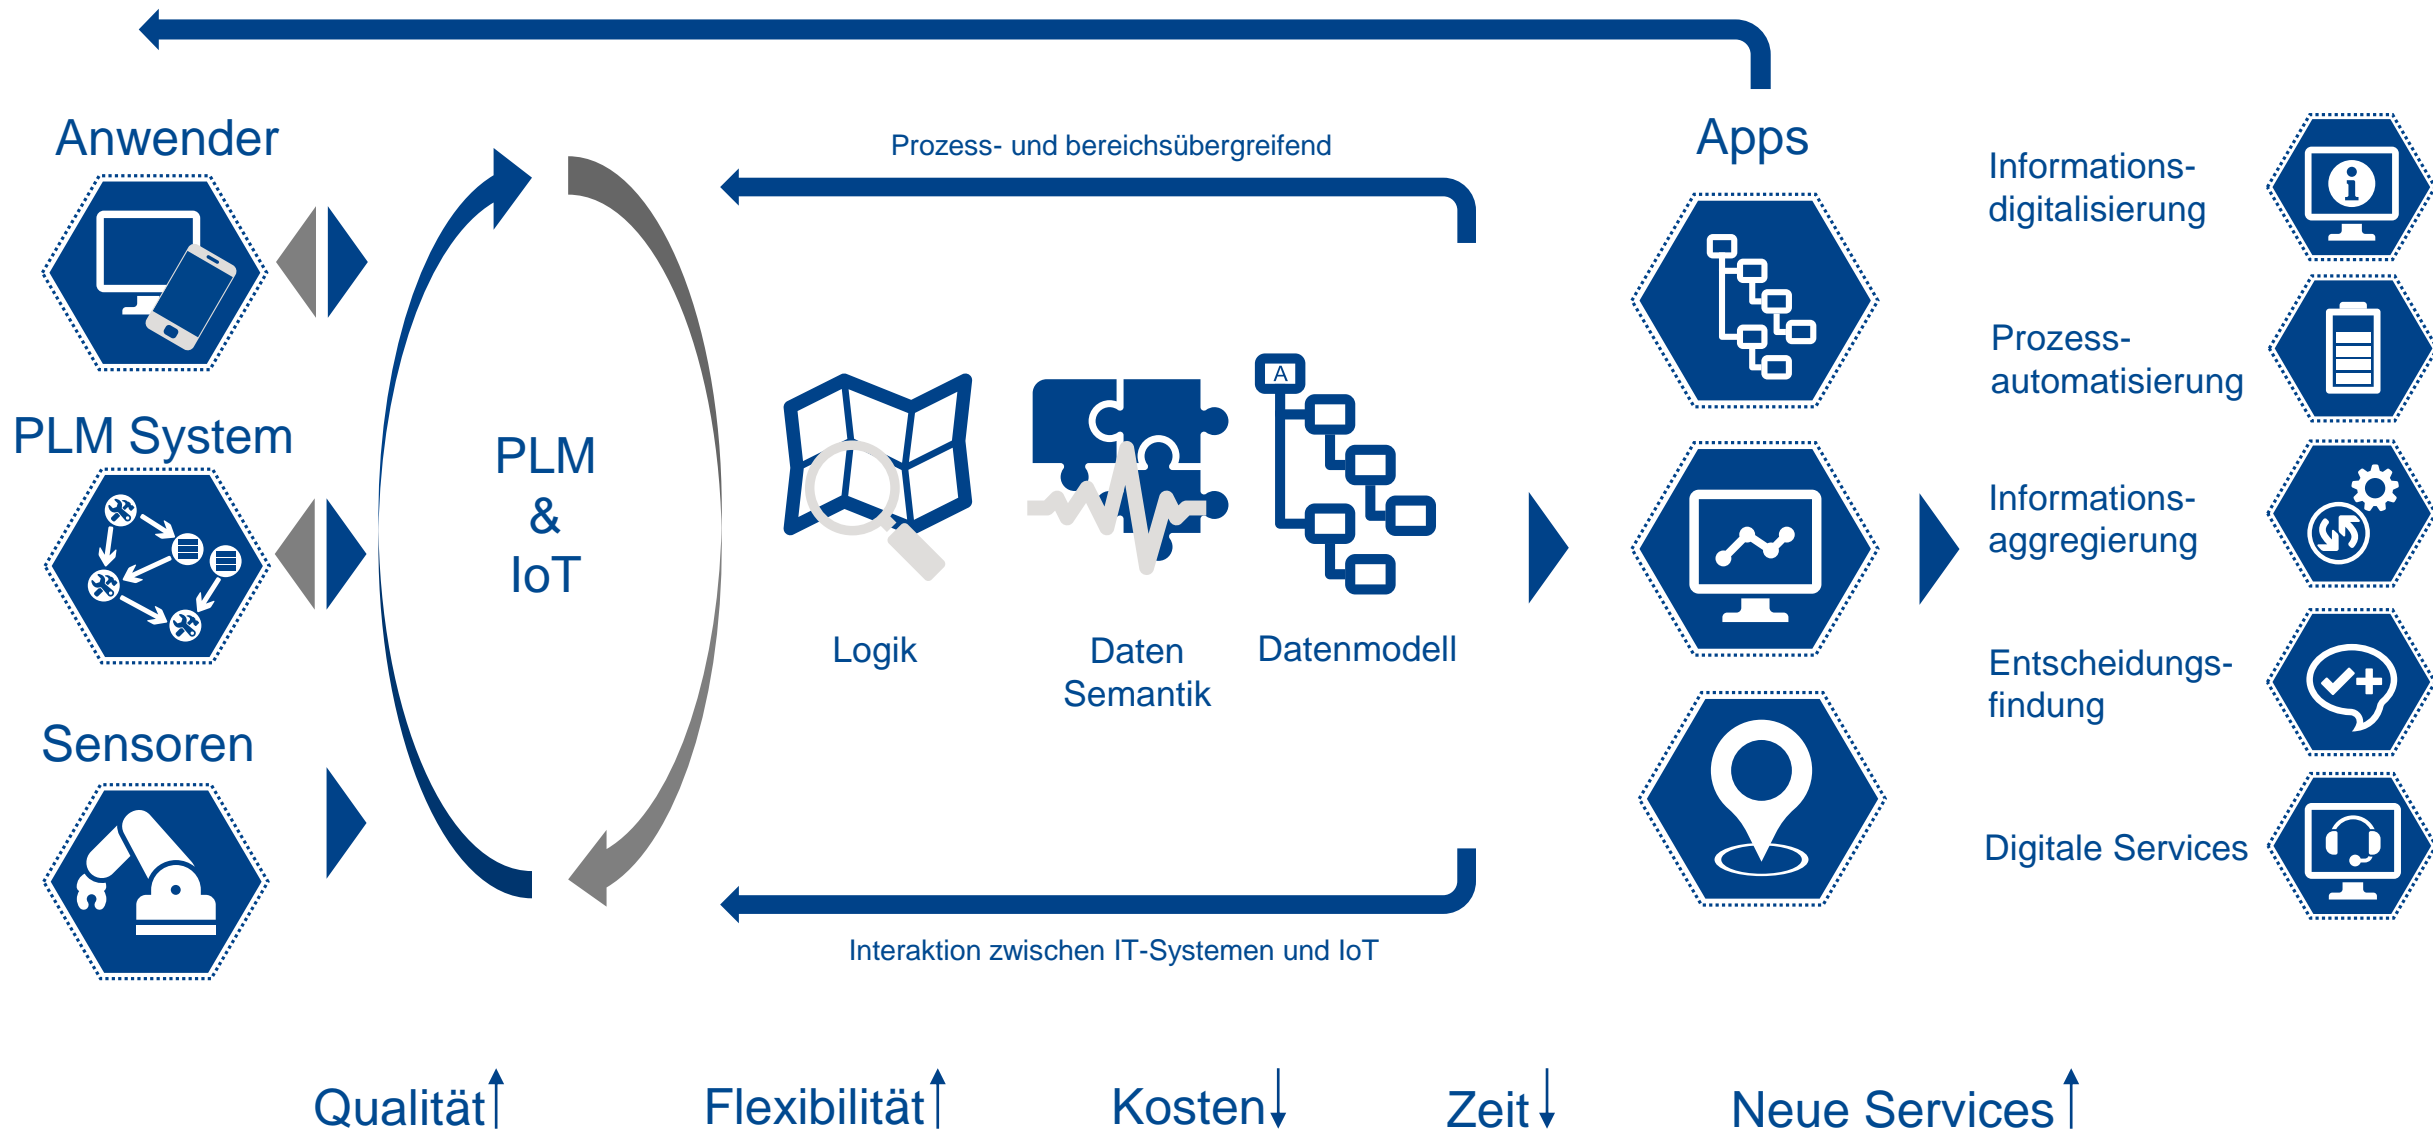 Anwender
PLM System
Sensoren
PLM
&
IoT
Prozess- und bereichsübergreifend
A
Logik
Daten
Semantik
Datenmodell
Interaktion zwischen IT-Systemen und IoT
Apps
Informations-
digitalisierung
Prozess-
automatisierung
Informations-
aggregierung
Entscheidungs-
findung
Digitale Services
Qualität
Flexibilität
Kosten
Zeit
Neue Services